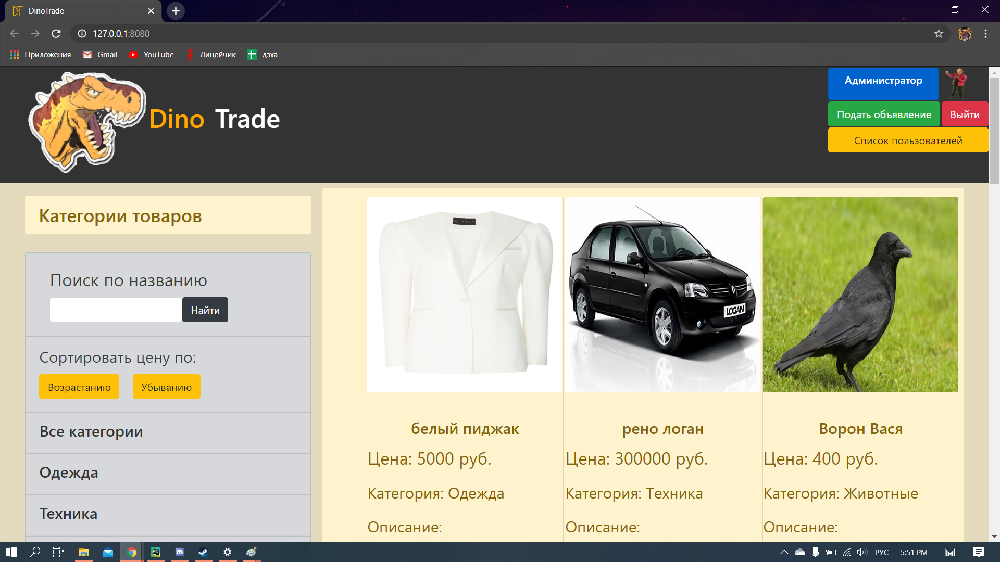 DinoTrade
127.0.0.1:8080
Приложения
Gmail
YouTube
Лицейчик
дзха
Dino Trade
Администратор
Подать объявление
Выйти
Список пользователей
Категории товаров
Поиск по названию
Найти
Сортировать цену по:
Возрастанию
Убыванию
Все категории
Одежда
Техника
LOGAN
белый пиджак
Цена: 5000 руб.
Категория: Одежда
Описание:
рено логан
Цена: 300000 руб.
Категория: Техника
Описание:
Ворон Вася
Цена: 400 руб.
Категория: Животные
Описание:
РУС
5:51 PM